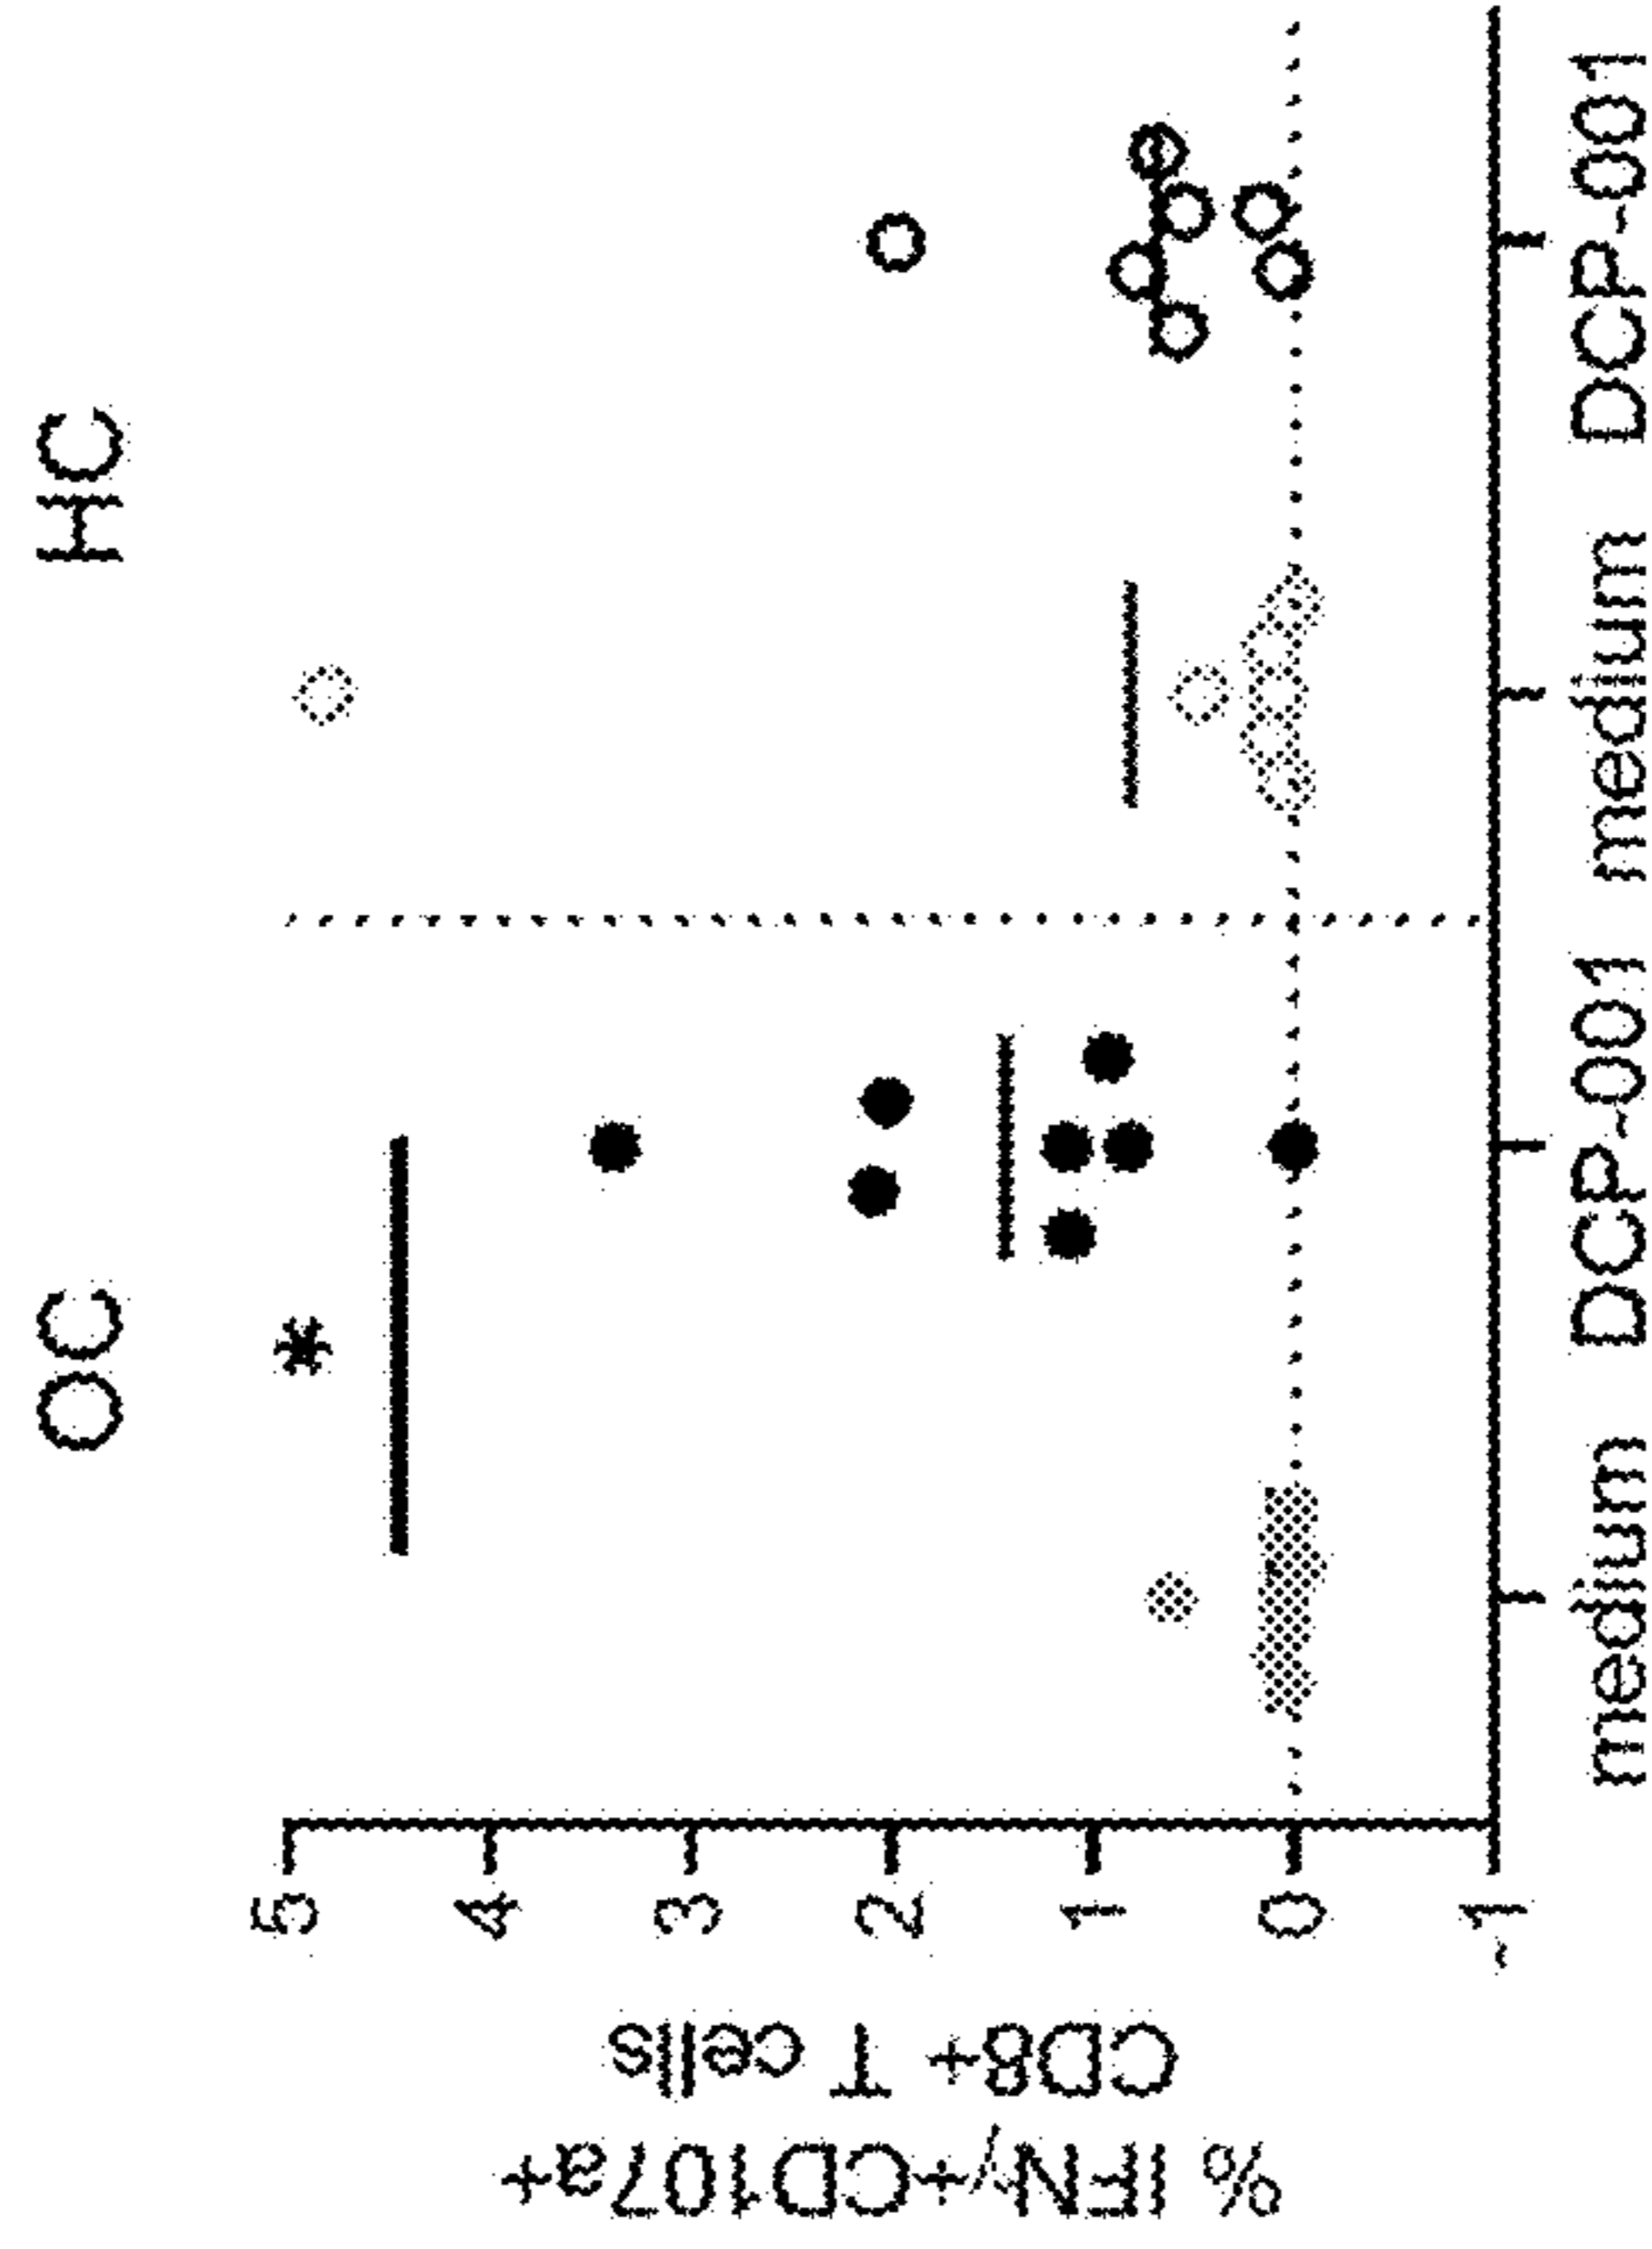 OC
HC
% IFNγ+CD107a+
CD8+ T cells
5
*
4
3
2
1
0
-1
medium DCP-001 medium DCP-001